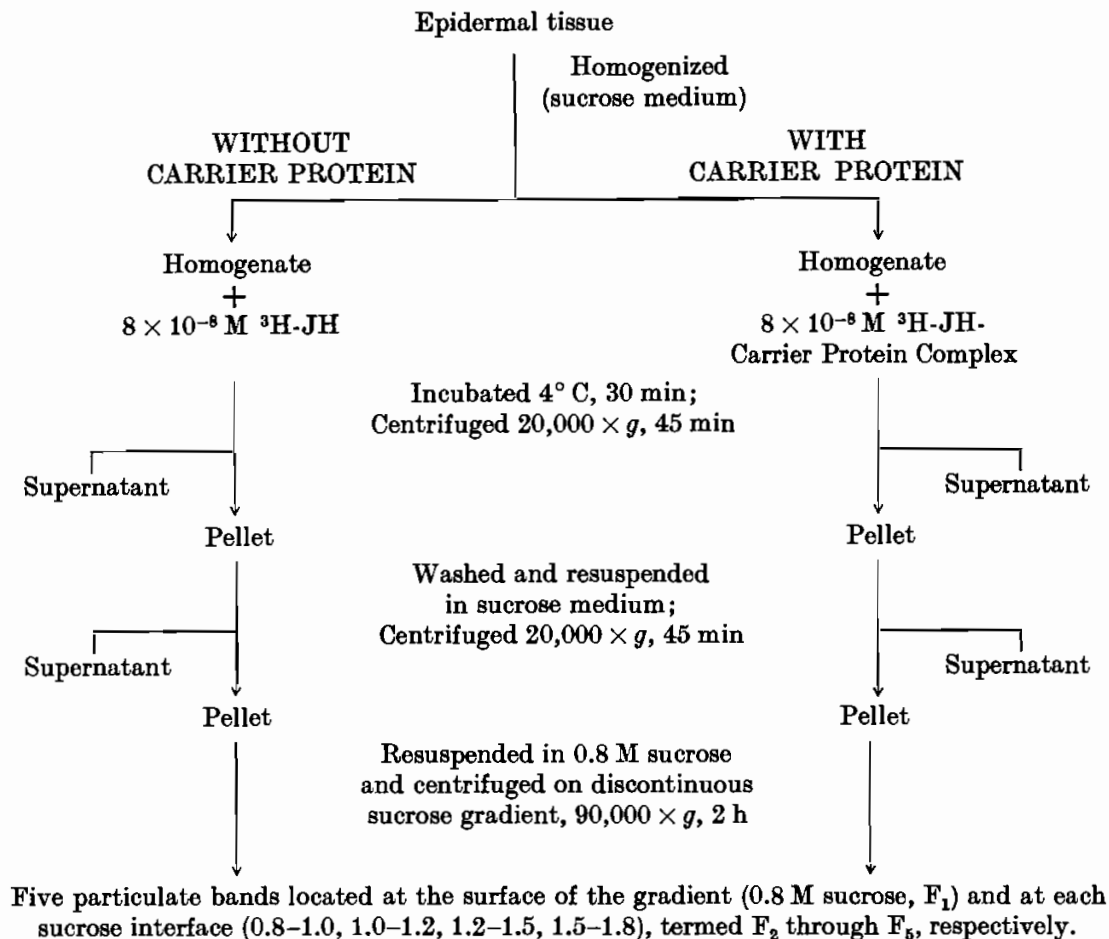 Epidermal tissue
Homogenized
(sucrose medium)
WITHOUT
CARRIER PROTEIN
WITH
CARRIER PROTEIN
Homogenate
+
8 × 10⁻⁸ M ³H-JH
Homogenate
+
8 × 10⁻⁸ M ³H-JH-
Carrier Protein Complex
Incubated 4° C, 30 min;
Centrifuged 20,000 × g, 45 min
Supernatant
Supernatant
Pellet
Pellet
Washed and resuspended
in sucrose medium;
Centrifuged 20,000 × g, 45 min
Supernatant
Supernatant
Pellet
Pellet
Resuspended in 0.8 M sucrose
and centrifuged on discontinuous
sucrose gradient, 90,000 × g, 2 h
Five particulate bands located at the surface of the gradient (0.8 M sucrose, F₁) and at each
sucrose interface (0.8–1.0, 1.0–1.2, 1.2–1.5, 1.5–1.8), termed F₂ through F₅, respectively.